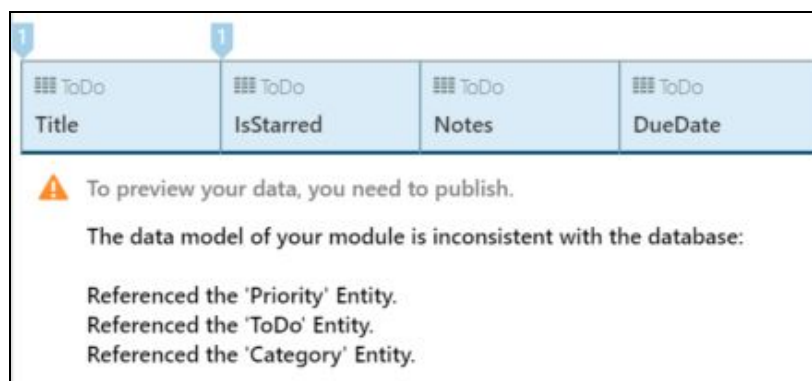 1 1
ToDo ToDo ToDo ToDo
Title IsStarred Notes DueDate
To preview your data, you need to publish.
The data model of your module is inconsistent with the database:
Referenced the 'Priority' Entity.
Referenced the 'ToDo' Entity.
Referenced the 'Category' Entity.